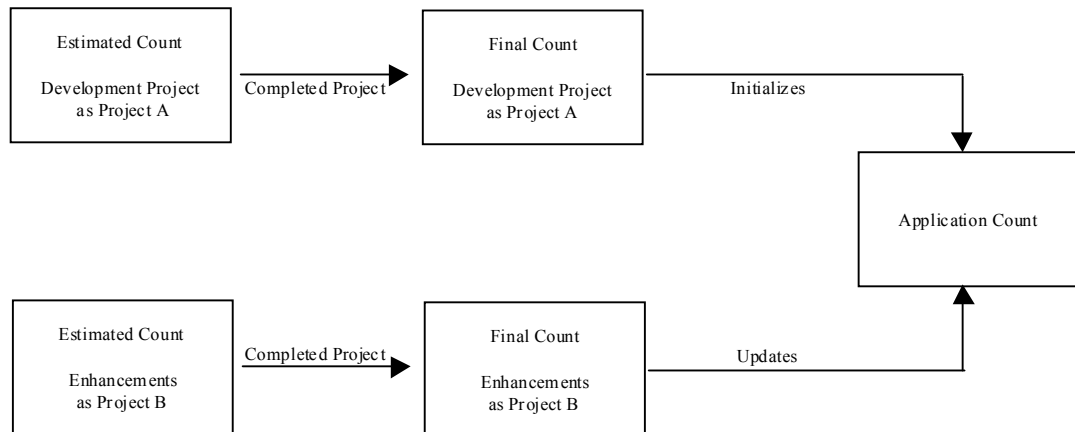 Estimated Count
Development Project
as Project A
Completed Project
Final Count
Development Project
as Project A
Initializes
Application Count
Estimated Count
Enhancements
as Project B
Completed Project
Final Count
Enhancements
as Project B
Updates